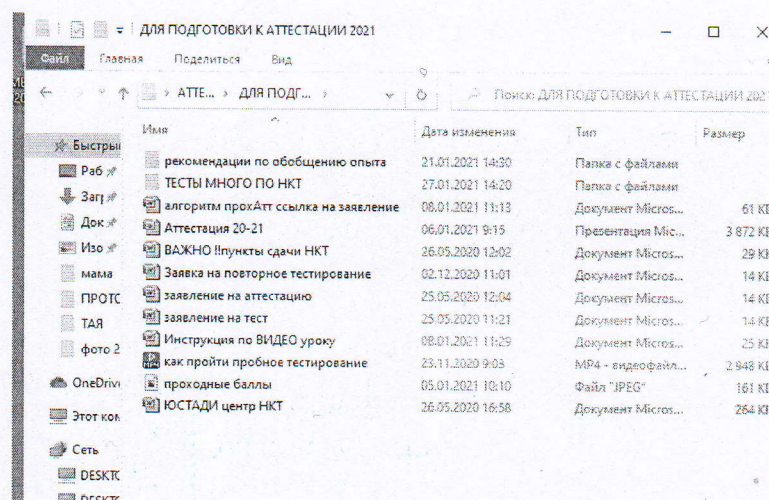 ДЛЯ ПОДГОТОВКИ К АТТЕСТАЦИИ 2021
Файл Главная Поделиться Вид
АТТЕ... › ДЛЯ ПОДГ... › Поиск: ДЛЯ ПОДГОТОВКИ К АТТЕСТАЦИИ 2021
Имя Дата изменения Тип Размер
Быстрый
Раб
Загр
Док
Изо
мама
ПРОТО
ТАЯ
фото 2
OneDrive
Этот ком
Сеть
DESKTO
DESKTO
рекомендации по обобщению опыта 21.01.2021 14:30 Папка с файлами
ТЕСТЫ МНОГО ПО НКТ 27.01.2021 14:20 Папка с файлами
алгоритм прохАтт ссылка на заявление 08.01.2021 11:13 Документ Micros... 61 КБ
Аттестация 20-21 06.01.2021 9:15 Презентация Mic... 3 872 КБ
ВАЖНО !!пункты сдачи НКТ 26.05.2020 12:02 Документ Micros... 29 КБ
Заявка на повторное тестирование 02.12.2020 11:01 Документ Micros... 14 КБ
заявление на аттестацию 25.05.2020 12:04 Документ Micros... 14 КБ
заявление на тест 25.05.2020 11:21 Документ Micros... 14 КБ
Инструкция по ВИДЕО уроку 08.01.2021 11:29 Документ Micros... 25 КБ
как пройти пробное тестирование 23.11.2020 9:03 MP4 - видеофайл... 2 948 КБ
проходные баллы 05.01.2021 10:10 Файл "JPEG" 161 КБ
ЮСТАДИ центр НКТ 26.05.2020 16:58 Документ Micros... 264 КБ